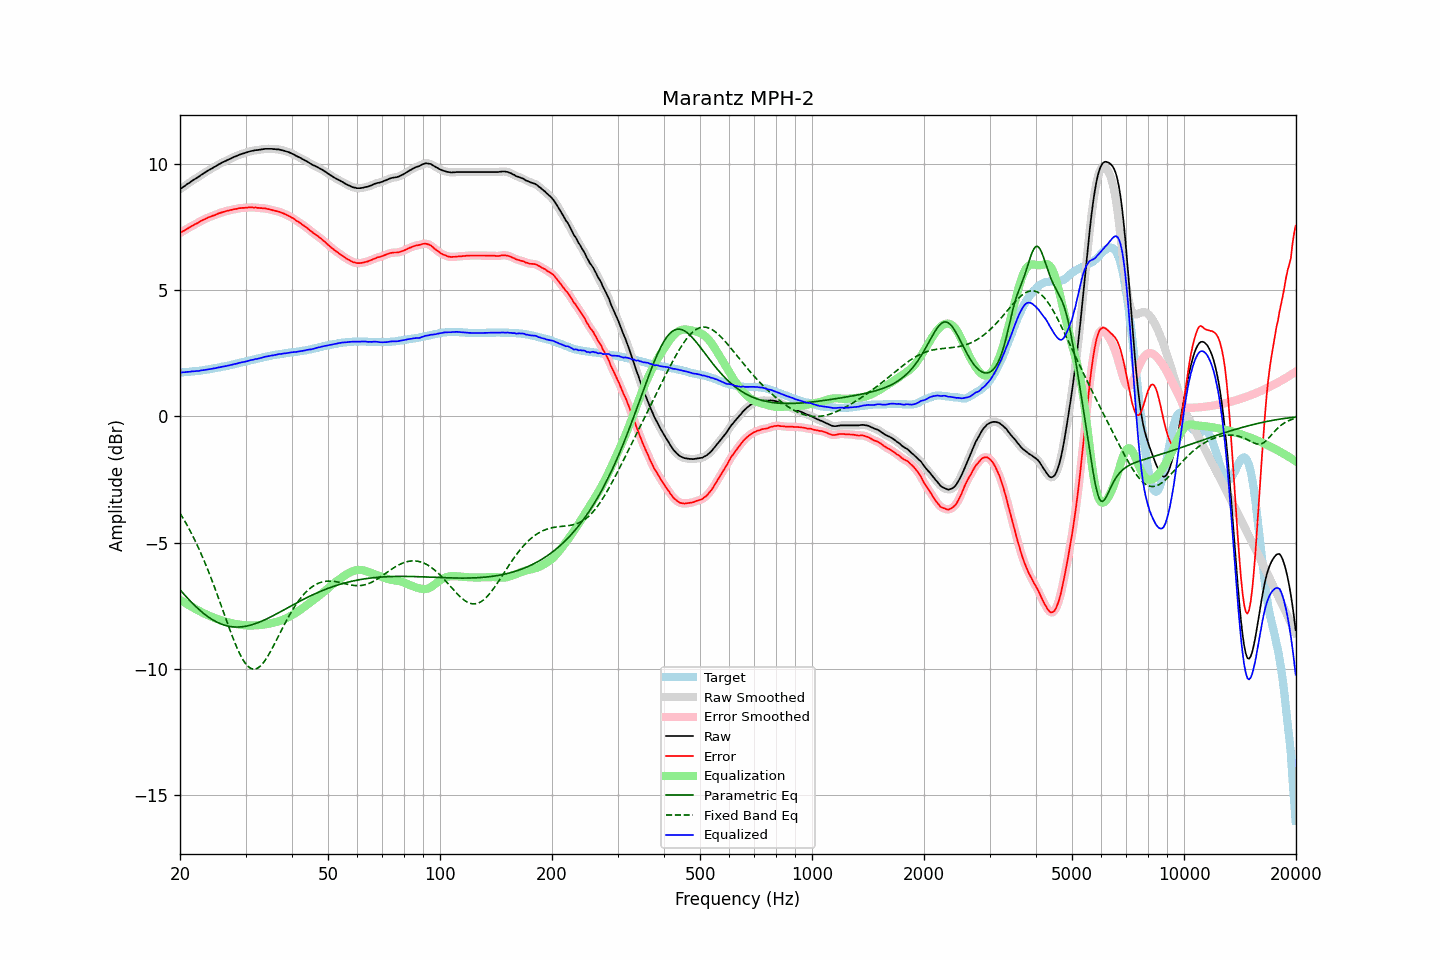 Marantz MPH-2
Amplitude (dBr)
10
5
0
−5
−10
−15
Target
Raw Smoothed
Error Smoothed
Raw
Error
Equalization
Parametric Eq
Fixed Band Eq
Equalized
20 50 100 200 500 1000 2000 5000 10000 20000
Frequency (Hz)